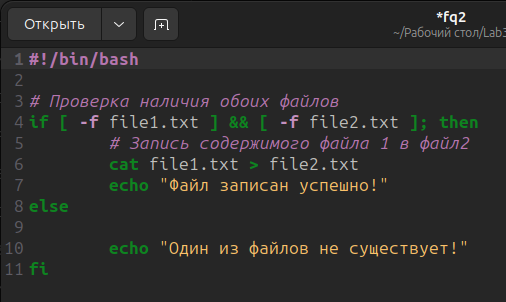 Открыть
*fq2
~/Рабочий стол/Lab3
1 #!/bin/bash
2
3 # Проверка наличия обоих файлов
4 if [ -f file1.txt ] && [ -f file2.txt ]; then
5 # Запись содержимого файла 1 в файл2
6 cat file1.txt > file2.txt
7 echo "Файл записан успешно!"
8 else
9
10 echo "Один из файлов не существует!"
11 fi